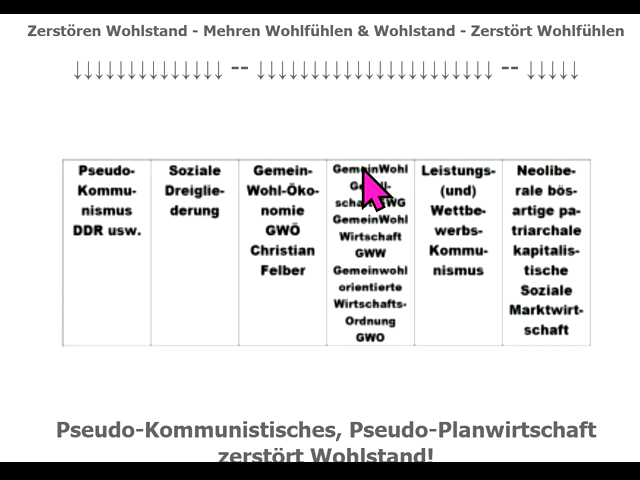 Zerstören Wohlstand - Mehren Wohlfühlen & Wohlstand - Zerstört Wohlfühlen
↓↓↓↓↓↓↓↓↓↓↓↓↓↓ -- ↓↓↓↓↓↓↓↓↓↓↓↓↓↓↓↓↓↓↓↓↓↓ -- ↓↓↓↓↓
Pseudo-
Kommu-
nismus
DDR usw.
Soziale
Dreiglie-
derung
Gemein-
Wohl-Öko-
nomie
GWÖ
Christian
Felber
GemeinWohl
GemeinWohl
Wirtschaft
GWW
Gemeinwohl
orientierte
Wirtschafts-
Ordnung
GWO
Leistungs-
(und)
Wettbe-
werbs-
Kommu-
nismus
Neolibe-
rale bös-
artige pa-
triarchale
kapitalis-
tische
Soziale
Marktwirt-
schaft
Pseudo-Kommunistisches, Pseudo-Planwirtschaft
zerstört Wohlstand!